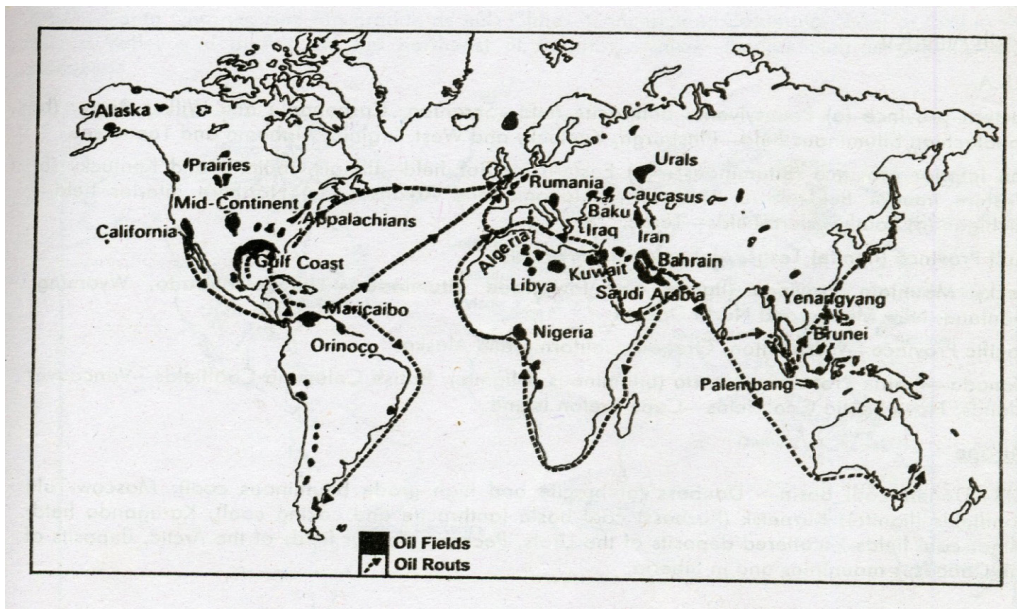 Alaska
Prairies
Mid-Continent
Appalachians
California
Gulf Coast
Maricaibo
Orinoco
Urals
Rumania
Caucasus
Baku
Iraq
Iran
Algeria
Kuwait
Bahrain
Libya
Saudi Arabia
Nigeria
Yenangyang
Brunei
Palembang
Oil Fields
Oil Routs